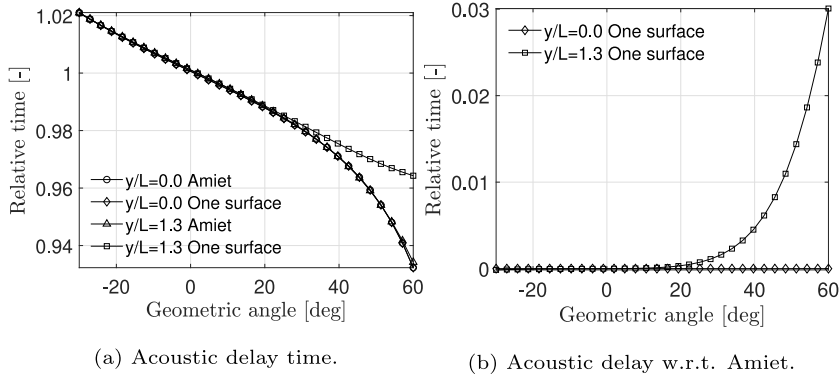 1.02
1
0.98
0.96
0.94
Relative time [-]
y/L=0.0 Amiet
y/L=0.0 One surface
y/L=1.3 Amiet
y/L=1.3 One surface
-20 0 20 40 60
Geometric angle [deg]
(a) Acoustic delay time.
0.03
0.02
0.01
0
Relative time [-]
y/L=0.0 One surface
y/L=1.3 One surface
-20 0 20 40 60
Geometric angle [deg]
(b) Acoustic delay w.r.t. Amiet.